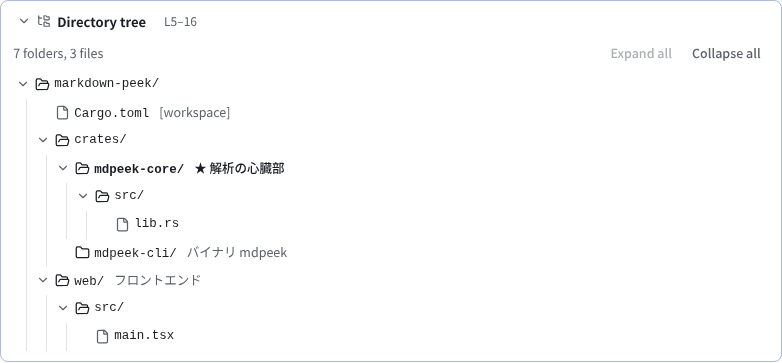 Directory tree L5–16
7 folders, 3 files Expand all Collapse all
markdown-peek/
Cargo.toml [workspace]
crates/
mdpeek-core/ ★ 解析の心臓部
src/
lib.rs
mdpeek-cli/ バイナリ mdpeek
web/ フロントエンド
src/
main.tsx